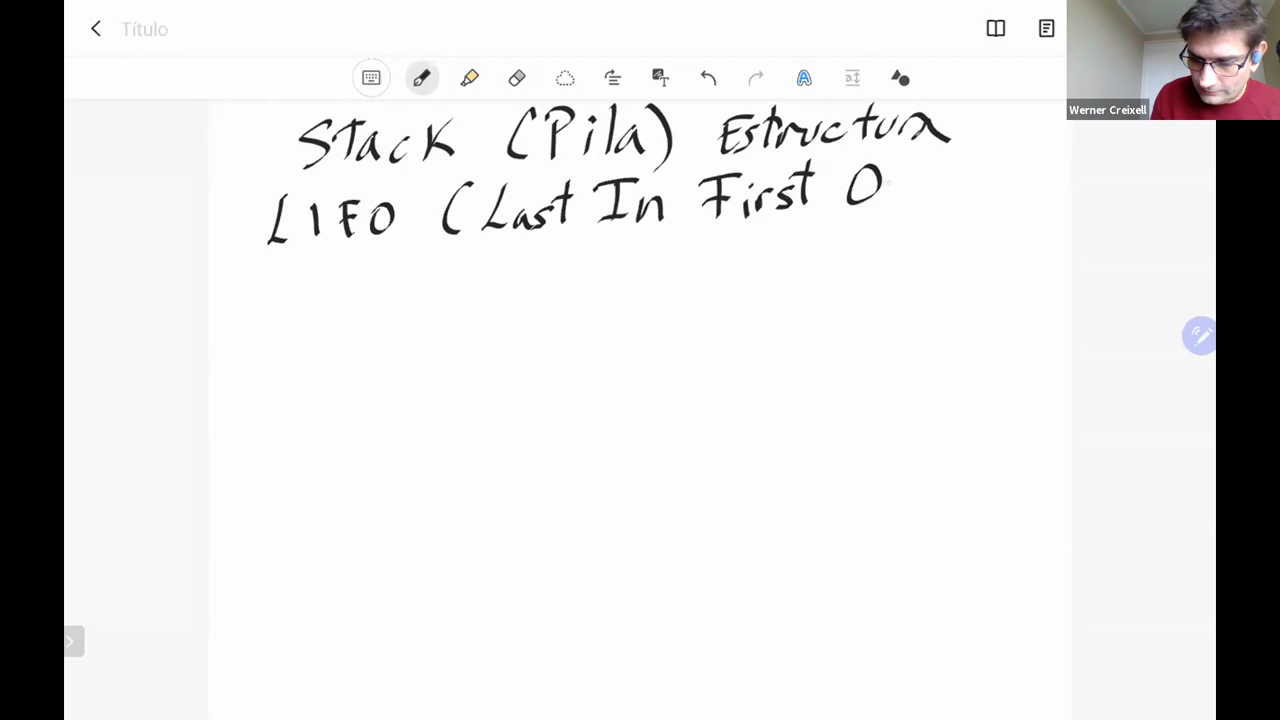 Título
Werner Creixell
Stack (Pila) Estructura
LIFO (Last In First O